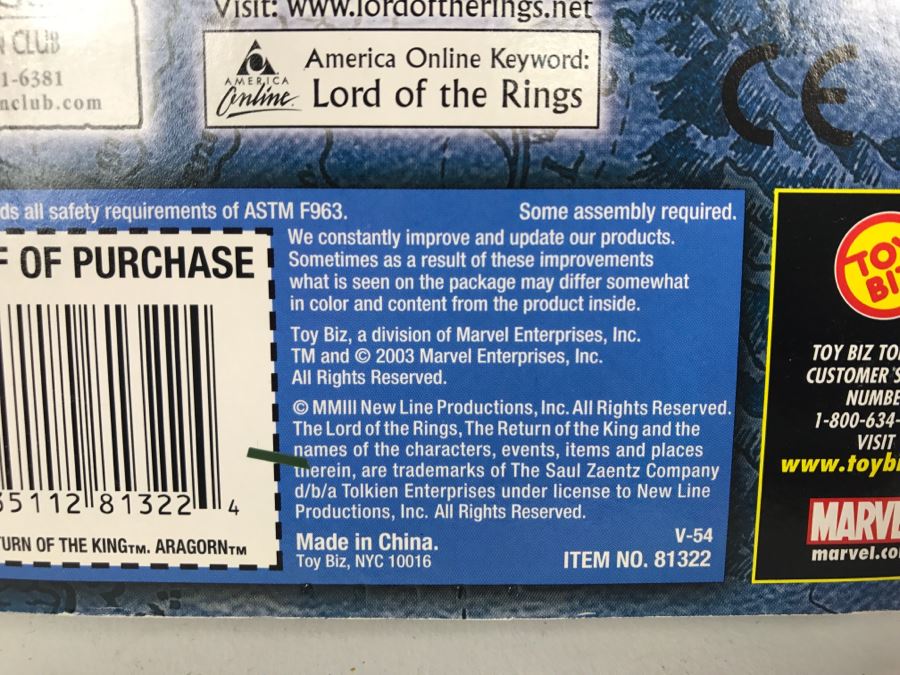 Visit: www.lordoftherings.net
CLUB
1-6381
nclub.com
AMERICA
Online
America Online Keyword:
Lord of the Rings
CE
ds all safety requirements of ASTM F963.
Some assembly required.
F OF PURCHASE
35112 81322 4
TURN OF THE KING™. ARAGORN™
We constantly improve and update our products.
Sometimes as a result of these improvements
what is seen on the package may differ somewhat
in color and content from the product inside.
Toy Biz, a division of Marvel Enterprises, Inc.
TM and © 2003 Marvel Enterprises, Inc.
All Rights Reserved.
© MMIII New Line Productions, Inc. All Rights Reserved.
The Lord of the Rings, The Return of the King and the
names of the characters, events, items and places
therein, are trademarks of The Saul Zaentz Company
d/b/a Tolkien Enterprises under license to New Line
Productions, Inc. All Rights Reserved.
Made in China.
Toy Biz, NYC 10016
V-54
ITEM NO. 81322
TOY
BI
TOY BIZ TO
CUSTOMER S
NUMBE
1-800-634-
VISIT
www.toybi
MARVE
marvel.co